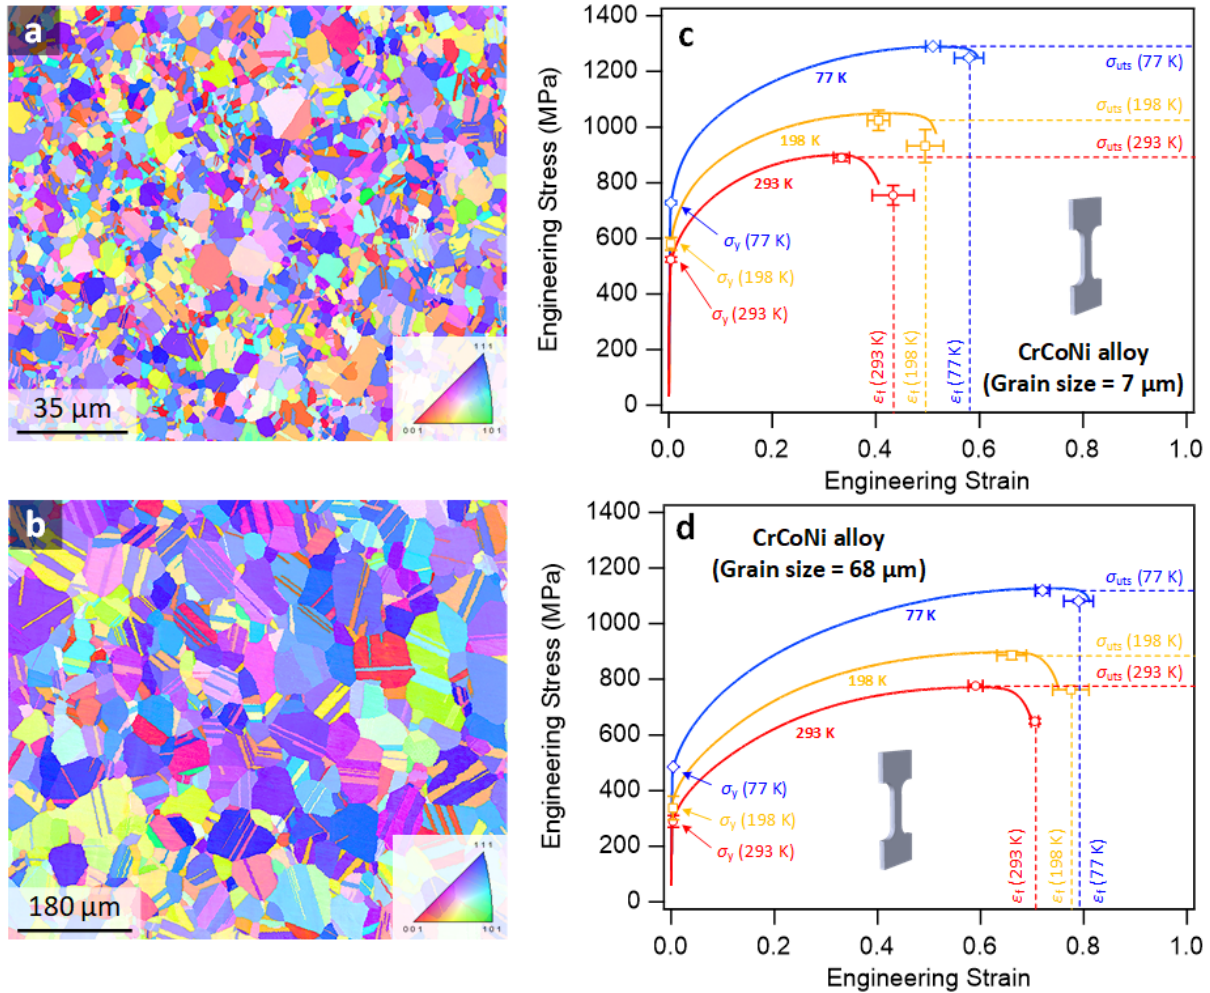 a
35 µm
111
001
101
c
1400
1200
1000
800
600
400
200
0
Engineering Stress (MPa)
77 K
198 K
293 K
σuts (77 K)
σuts (198 K)
σuts (293 K)
σy (77 K)
σy (198 K)
σy (293 K)
εf (293 K)
εf (198 K)
εf (77 K)
CrCoNi alloy
(Grain size = 7 µm)
0.0
0.2
0.4
0.6
0.8
1.0
Engineering Strain
b
180 µm
111
001
101
d
CrCoNi alloy
(Grain size = 68 µm)
1400
1200
1000
800
600
400
200
0
Engineering Stress (MPa)
77 K
198 K
293 K
σuts (77 K)
σuts (198 K)
σuts (293 K)
σy (77 K)
σy (198 K)
σy (293 K)
εf (293 K)
εf (198 K)
εf (77 K)
0.0
0.2
0.4
0.6
0.8
1.0
Engineering Strain